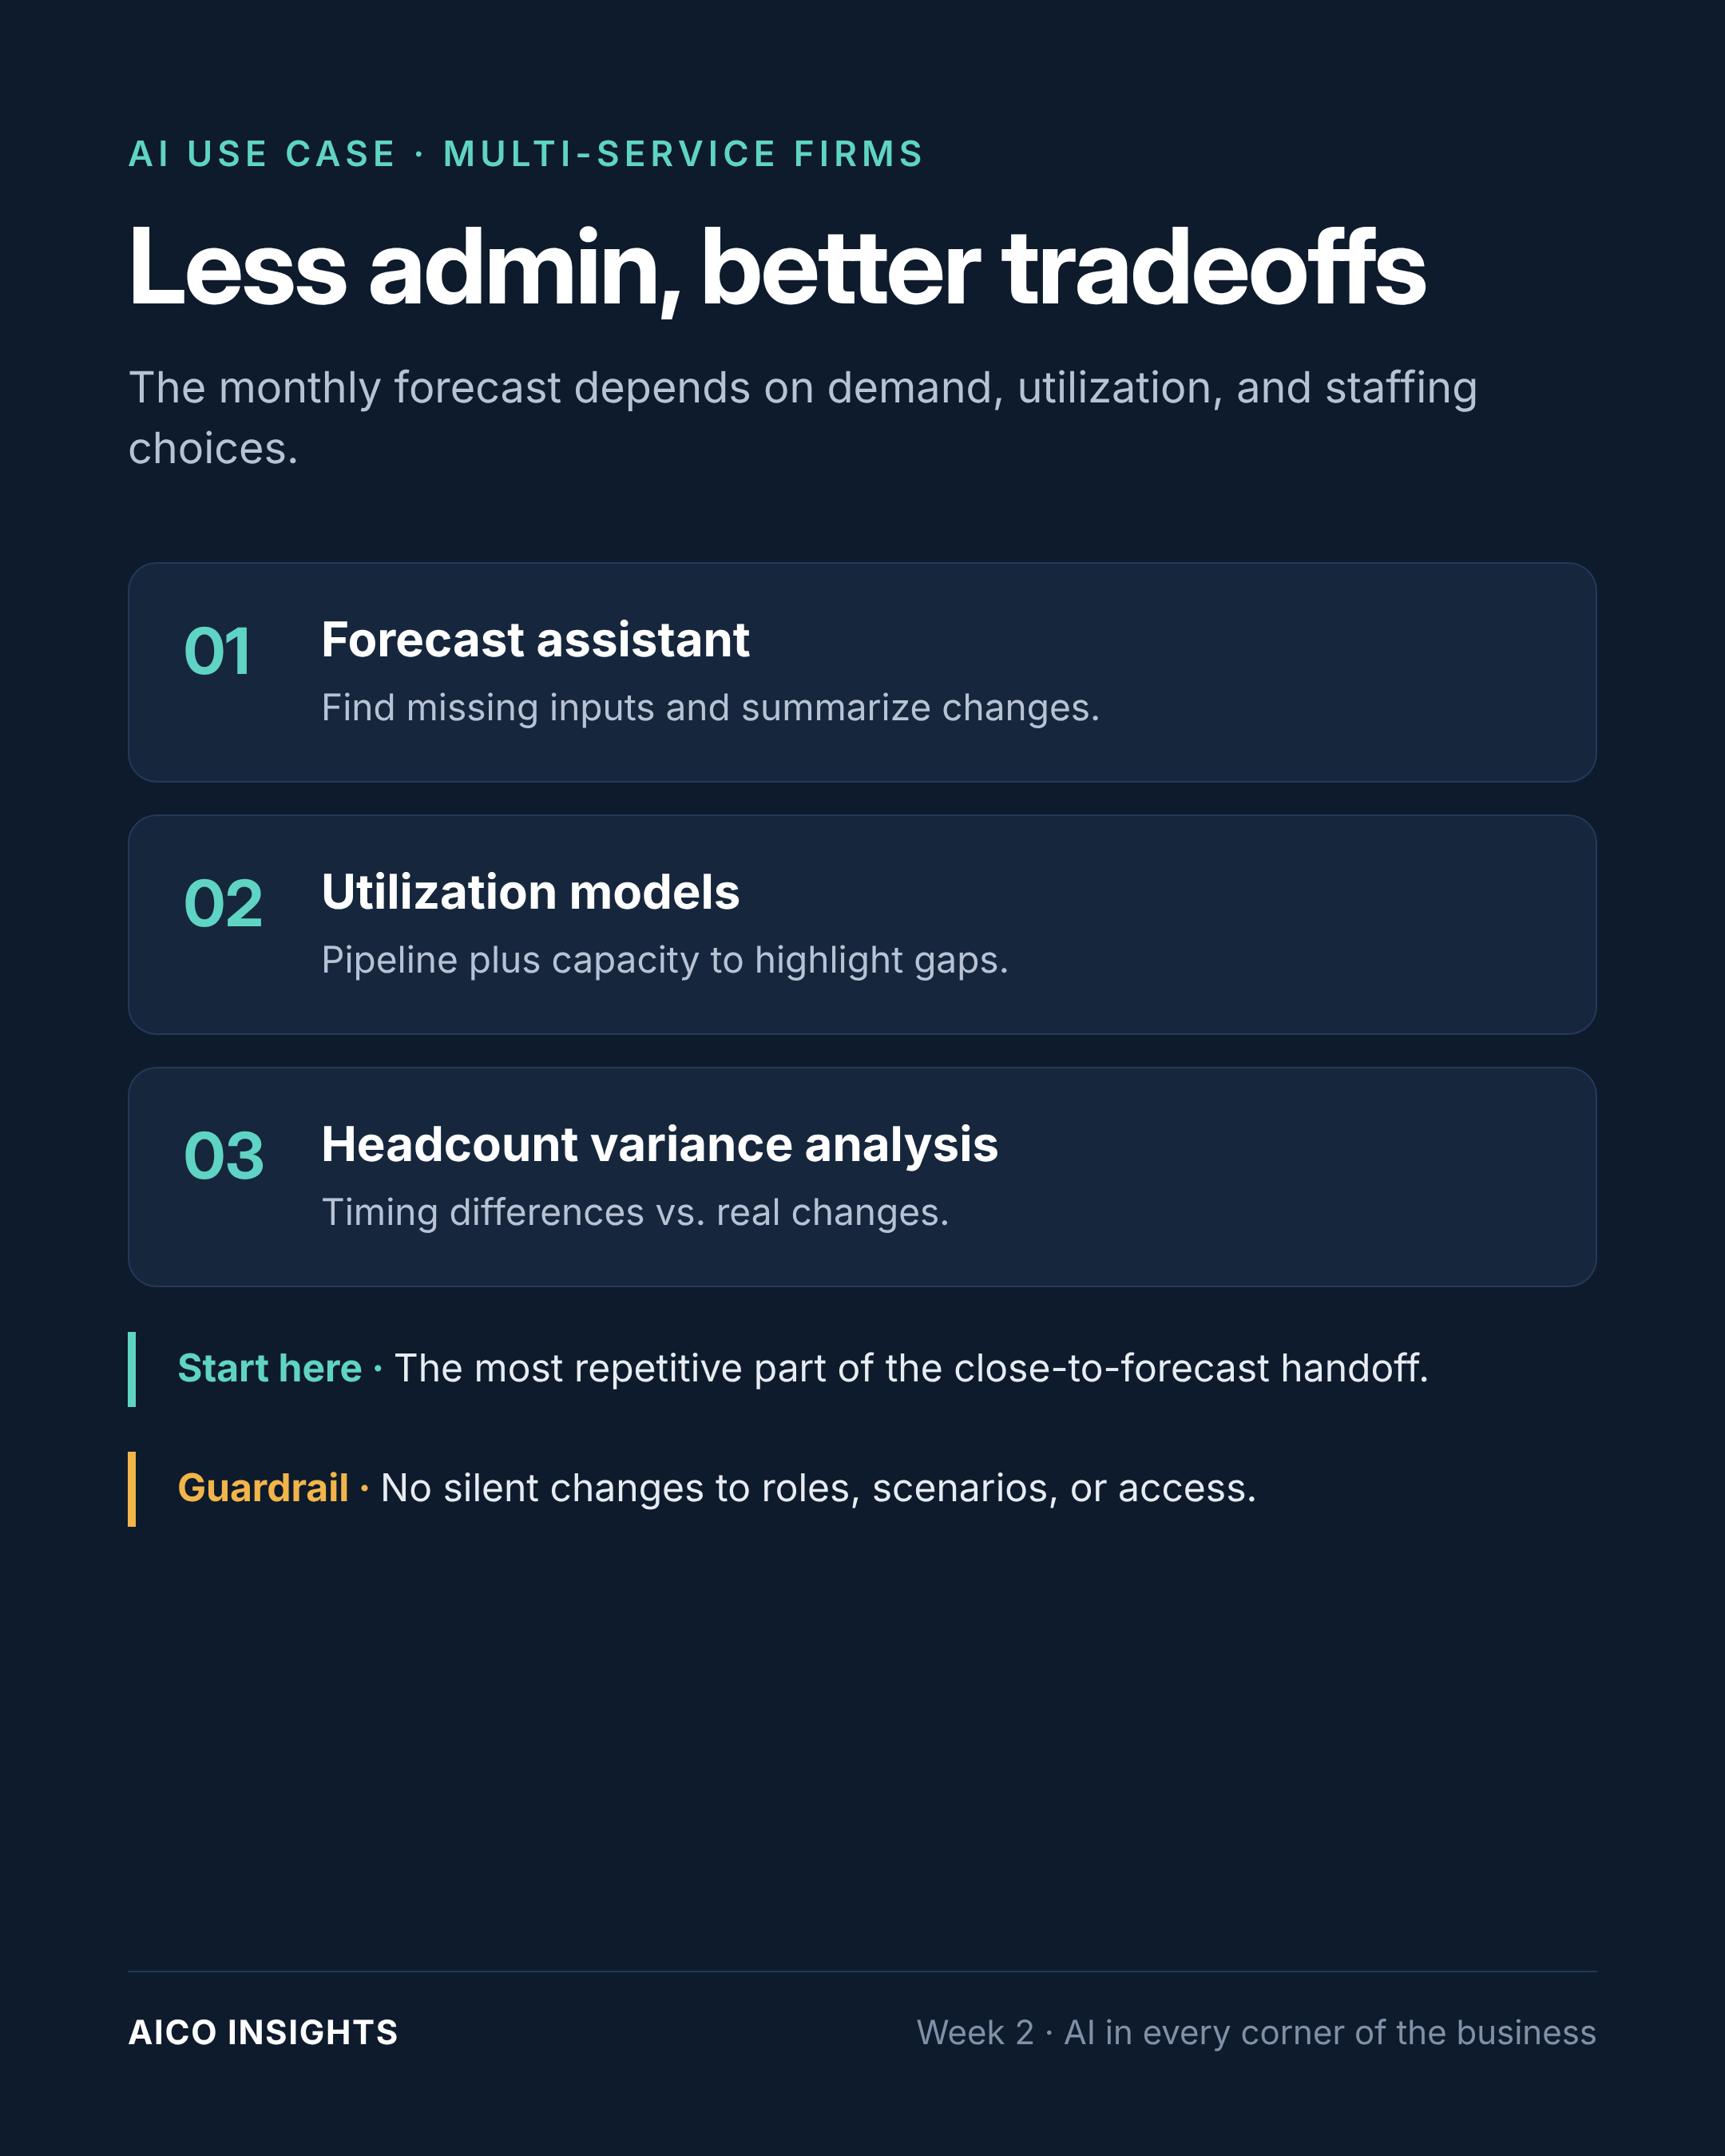 AI USE CASE · MULTI-SERVICE FIRMS
Less admin, better tradeoffs
The monthly forecast depends on demand, utilization, and staffing
choices.
01
Forecast assistant
Find missing inputs and summarize changes.
02
Utilization models
Pipeline plus capacity to highlight gaps.
03
Headcount variance analysis
Timing differences vs. real changes.
Start here · The most repetitive part of the close-to-forecast handoff.
Guardrail · No silent changes to roles, scenarios, or access.
AICO INSIGHTS
Week 2 · AI in every corner of the business